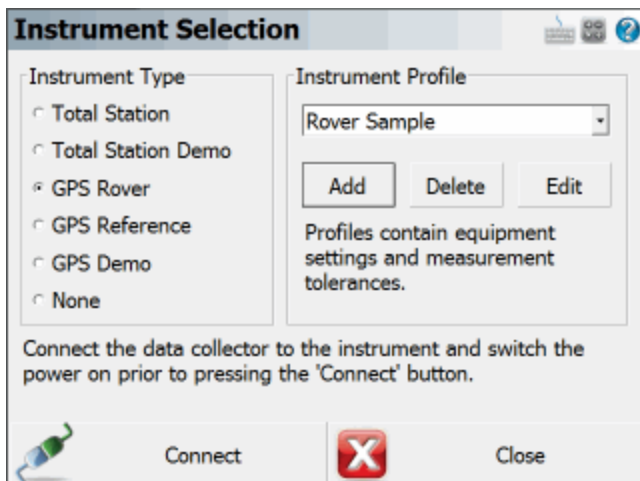 Instrument Selection
Instrument Type
Total Station
Total Station Demo
GPS Rover
GPS Reference
GPS Demo
None
Instrument Profile
Rover Sample
Add Delete Edit
Profiles contain equipment
settings and measurement
tolerances.
Connect the data collector to the instrument and switch the
power on prior to pressing the 'Connect' button.
Connect Close